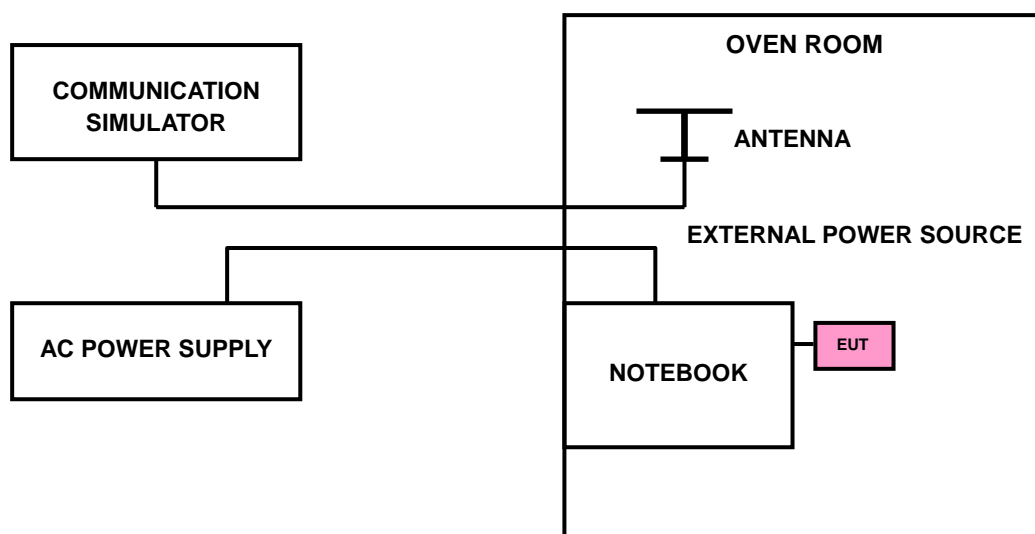 OVEN ROOM
COMMUNICATION
SIMULATOR
ANTENNA
EXTERNAL POWER SOURCE
AC POWER SUPPLY
NOTEBOOK
EUT